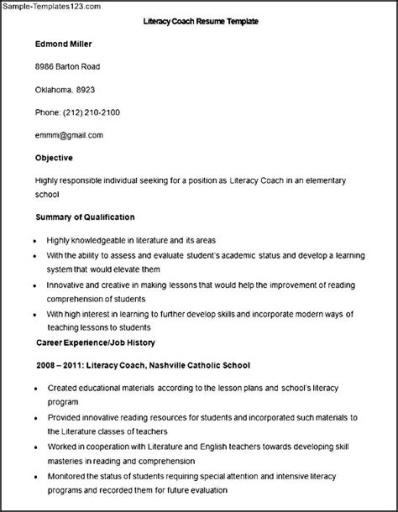 Sample-Templates123.com
Literacy Coach Resume Template
Edmond Miller
8986 Barton Road
Oklahoma, 8923
Phone: (212) 210-2100
emmm@gmail.com
Objective
Highly responsible individual seeking for a position as Literacy Coach in an elementary
school
Summary of Qualification
• Highly knowledgeable in literature and its areas
• With the ability to assess and evaluate student's academic status and develop a learning
system that would elevate them
• Innovative and creative in making lessons that would help the improvement of reading
comprehension of students
• With high interest in learning to further develop skills and incorporate modern ways of
teaching lessons to students
Career Experience/Job History
2008 – 2011: Literacy Coach, Nashville Catholic School
• Created educational materials according to the lesson plans and school's literacy
program
• Provided innovative reading resources for students and incorporated such materials to
the Literature classes of teachers
• Worked in cooperation with Literature and English teachers towards developing skill
masteries in reading and comprehension
• Monitored the status of students requiring special attention and intensive literacy
programs and recorded them for future evaluation